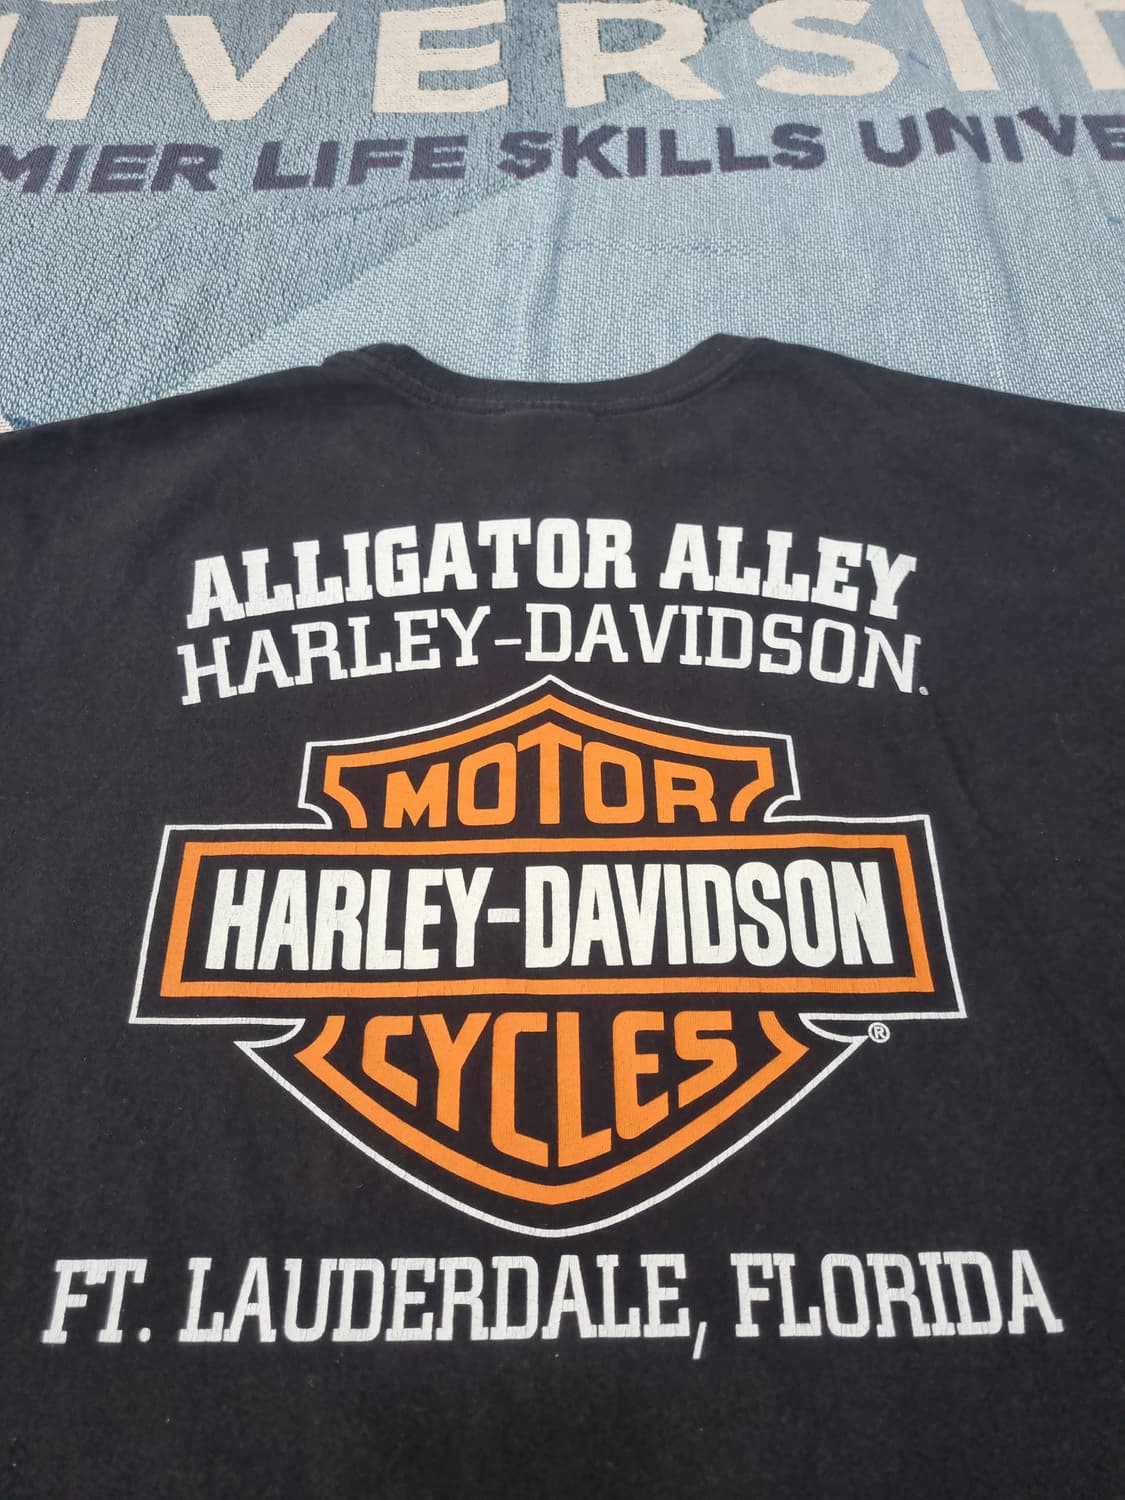 IVERSIT
MIER LIFE SKILLS UNIVE
ALLIGATOR ALLEY
HARLEY-DAVIDSON.
MOTOR
HARLEY-DAVIDSON
CYCLES
®
FT. LAUDERDALE, FLORIDA